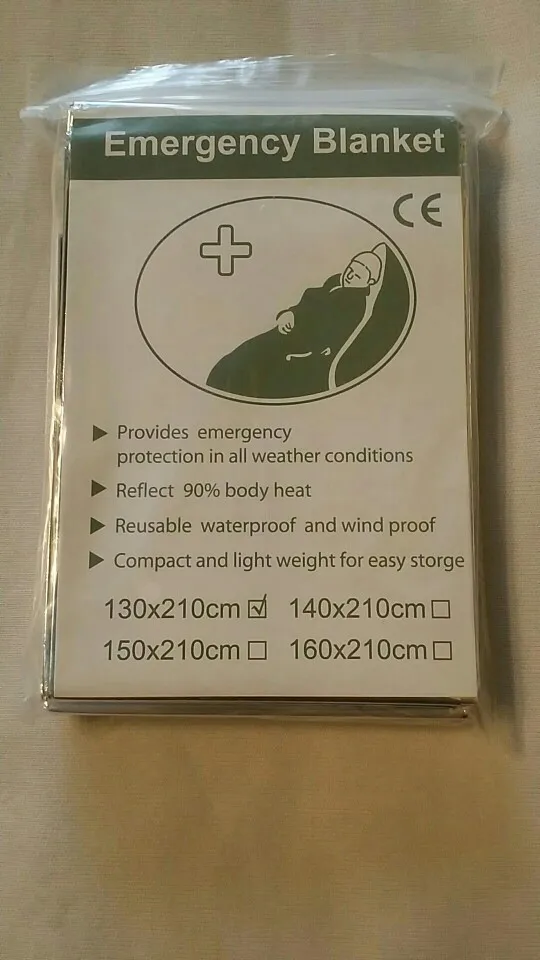 Emergency Blanket
CE
▶ Provides emergency
protection in all weather conditions
▶ Reflect 90% body heat
▶ Reusable waterproof and wind proof
▶ Compact and light weight for easy storge
130x210cm ☑ 140x210cm ☐
150x210cm ☐ 160x210cm ☐